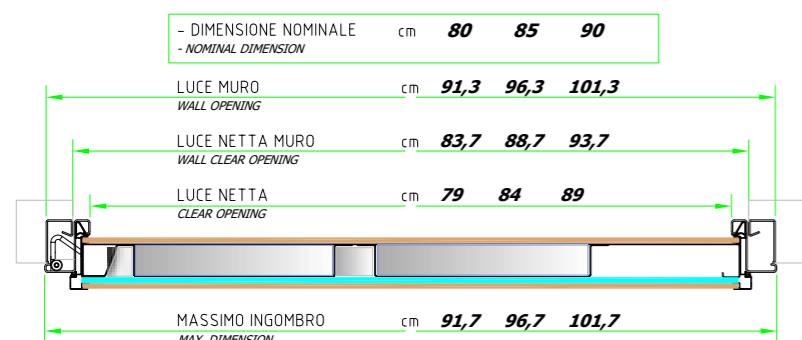 - DIMENSIONE NOMINALE cm 80 85 90
- NOMINAL DIMENSION
LUCE MURO cm 91,3 96,3 101,3
WALL OPENING
LUCE NETTA MURO cm 83,7 88,7 93,7
WALL CLEAR OPENING
LUCE NETTA cm 79 84 89
CLEAR OPENING
MASSIMO INGOMBRO cm 91,7 96,7 101,7
MAX. DIMENSION